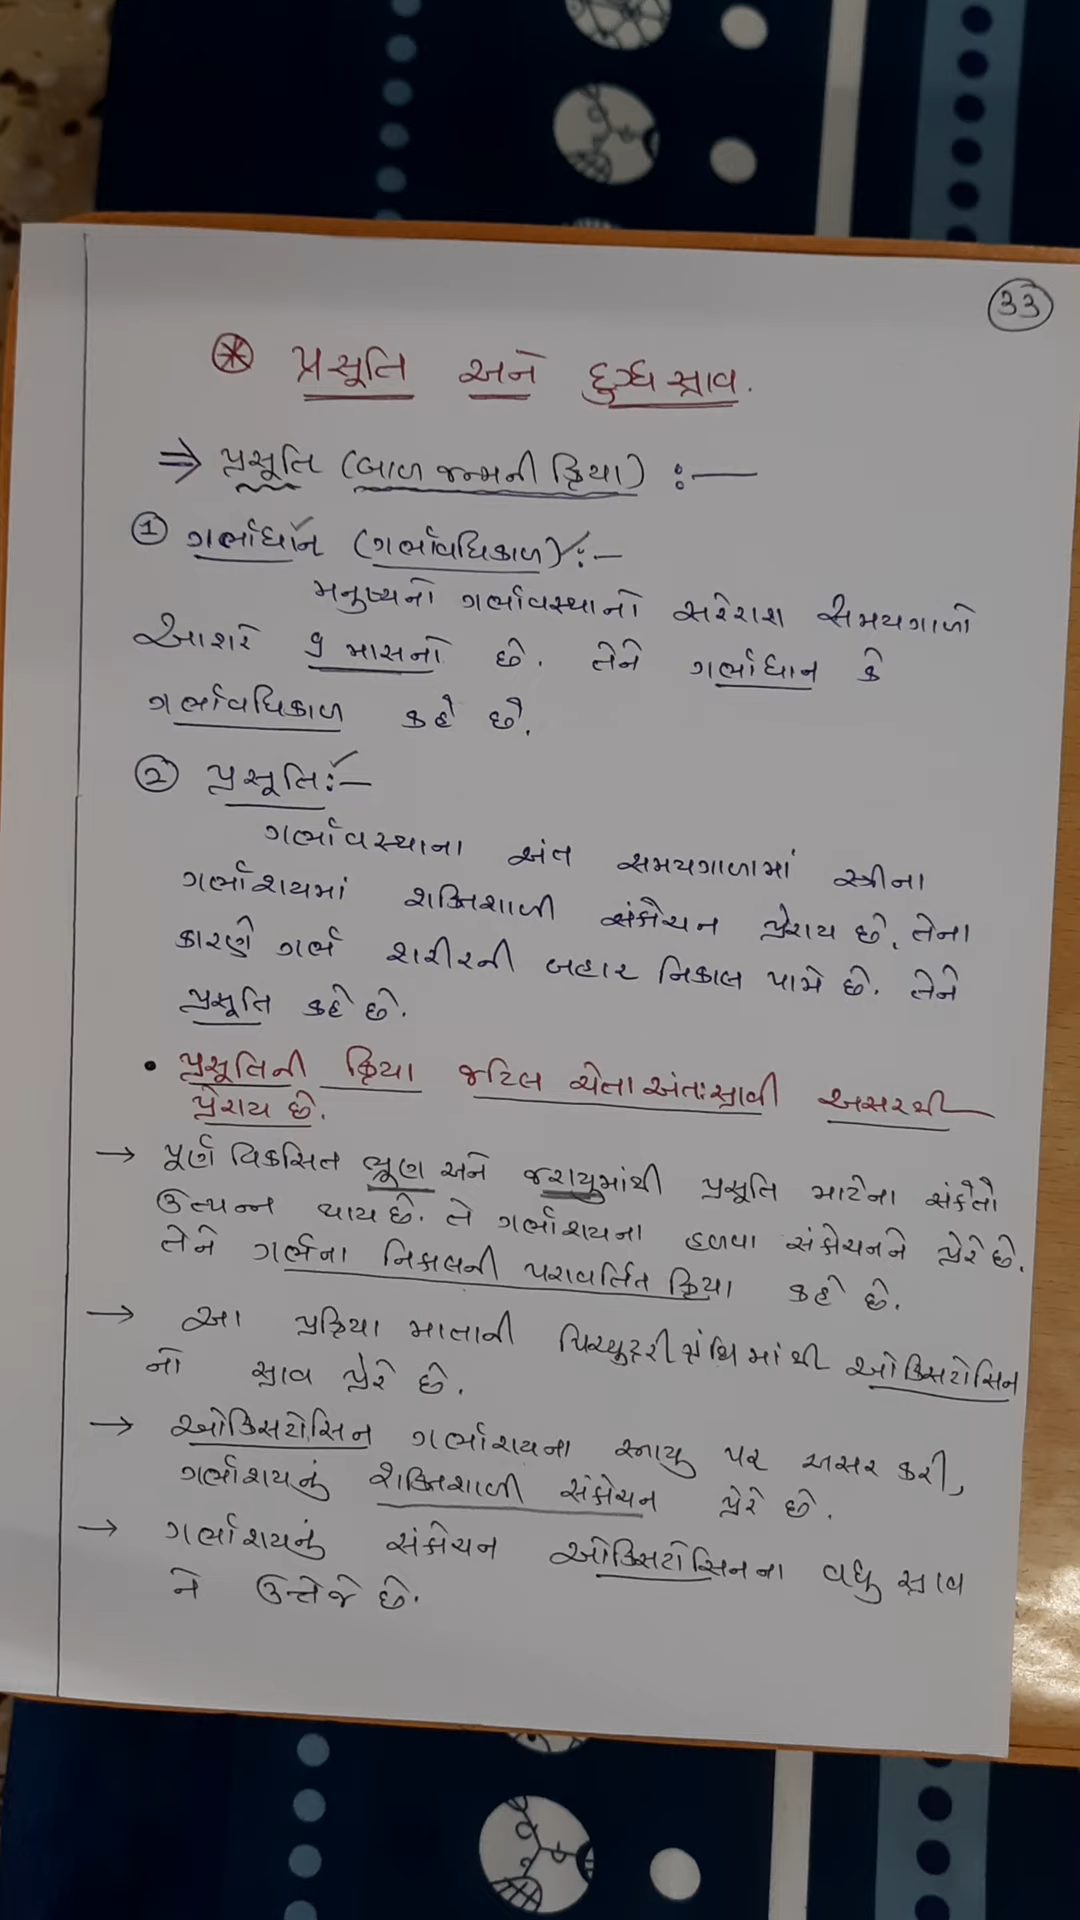 33
⊛ પ્રસૂતિ અને દુગ્ધસ્રાવ.
⇒ પ્રસૂતિ (બાળ જન્મની ક્રિયા) :—
① ગર્ભાધાન (ગર્ભાવધિકાળ) :—
મનુષ્યનો ગર્ભાવસ્થાનો સરેરાશ સમયગાળો
આશરે ૯ માસનો છે. તેને ગર્ભાધાન કે
ગર્ભાવધિકાળ કહે છે.
② પ્રસૂતિ :—
ગર્ભાવસ્થાના અંત સમયગાળામાં સ્ત્રીના
ગર્ભાશયમાં શક્તિશાળી સંકોચન પ્રેરાય છે. તેના
કારણે ગર્ભ શરીરની બહાર નિકાલ પામે છે. તેને
પ્રસૂતિ કહે છે.
• પ્રસૂતિની ક્રિયા જટિલ ચેતાઅંતઃસ્ત્રાવી અસરથી
પ્રેરાય છે.
→ પૂર્ણ વિકસિત ભ્રૂણ અને જરાયુમાંથી પ્રસૂતિ માટેના સંકેતો
ઉત્પન્ન થાય છે. તે ગર્ભાશયના હળવા સંકોચનને પ્રેરે છે.
તેને ગર્ભના નિકાલની પરાવર્તિત ક્રિયા કહે છે.
→ આ પ્રક્રિયા માતાની પિચ્યુટરી ગ્રંથિમાંથી ઓક્સિટોસિન
નો સ્રાવ પ્રેરે છે.
→ ઓક્સિટોસિન ગર્ભાશયના સ્નાયુ પર અસર કરી,
ગર્ભાશયનું શક્તિશાળી સંકોચન પ્રેરે છે.
→ ગર્ભાશયનું સંકોચન ઓક્સિટોસિનના વધુ સ્રાવ
ને ઉત્તેજે છે.